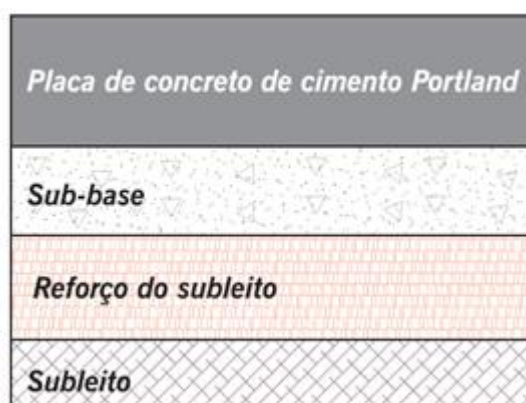 Placa de concreto de cimento Portland
Sub-base
Reforço do subleito
Subleito